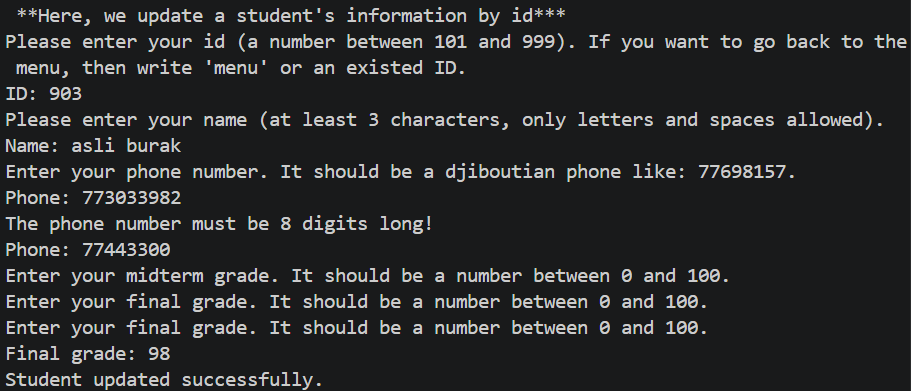 **Here, we update a student's information by id***
Please enter your id (a number between 101 and 999). If you want to go back to the
menu, then write 'menu' or an existed ID.
ID: 903
Please enter your name (at least 3 characters, only letters and spaces allowed).
Name: asli burak
Enter your phone number. It should be a djiboutian phone like: 77698157.
Phone: 773033982
The phone number must be 8 digits long!
Phone: 77443300
Enter your midterm grade. It should be a number between 0 and 100.
Enter your final grade. It should be a number between 0 and 100.
Enter your final grade. It should be a number between 0 and 100.
Final grade: 98
Student updated successfully.